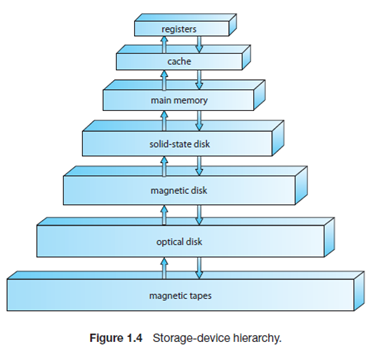 registers
cache
main memory
solid-state disk
magnetic disk
optical disk
magnetic tapes
Figure 1.4 Storage-device hierarchy.